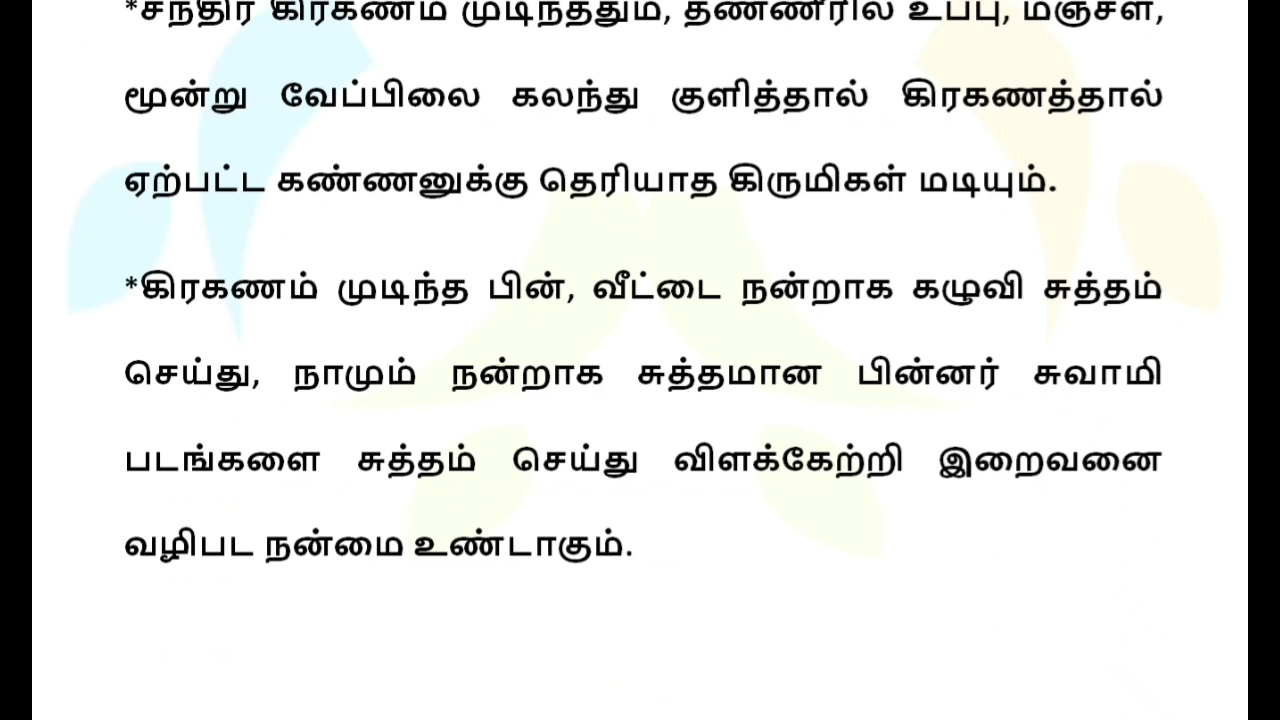 *சந்திர கிரகணம் முடிந்ததும், தண்ணீரில் உப்பு, மஞ்சள்,
மூன்று வேப்பிலை கலந்து குளித்தால் கிரகணத்தால்
ஏற்பட்ட கண்ணனுக்கு தெரியாத கிருமிகள் மடியும்.
*கிரகணம் முடிந்த பின், வீட்டை நன்றாக கழுவி சுத்தம்
செய்து, நாமும் நன்றாக சுத்தமான பின்னர் சுவாமி
படங்களை சுத்தம் செய்து விளக்கேற்றி இறைவனை
வழிபட நன்மை உண்டாகும்.